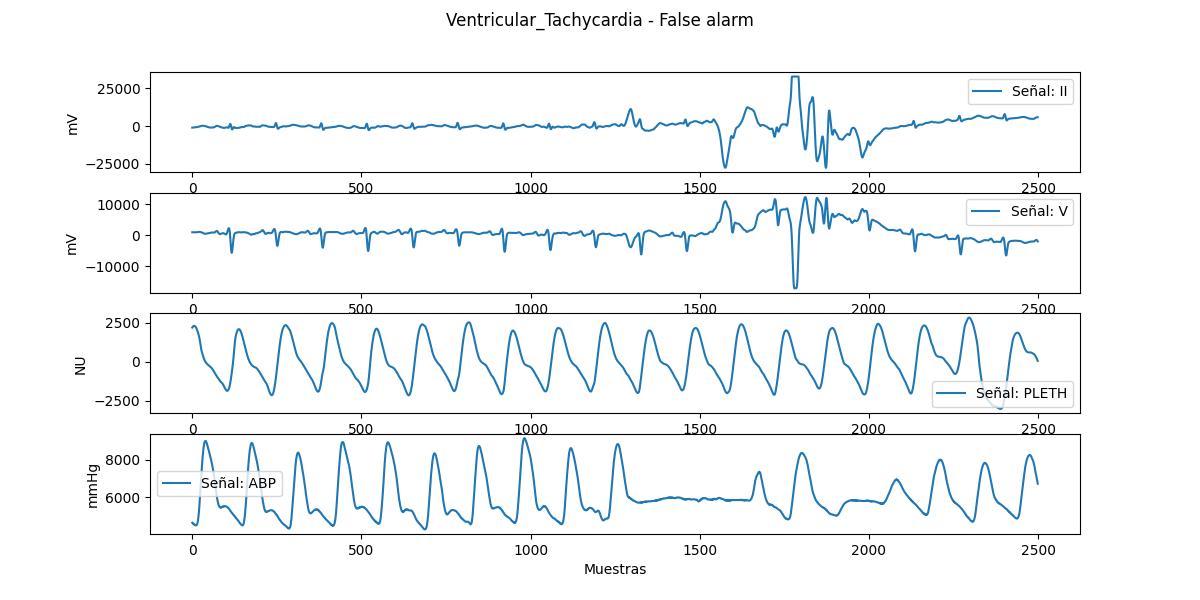 Ventricular_Tachycardia - False alarm
25000
0
−25000
mV
Señal: II
0 500 1000 1500 2000 2500
10000
0
−10000
mV
Señal: V
0 500 1000 1500 2000 2500
2500
0
−2500
NU
Señal: PLETH
0 500 1000 1500 2000 2500
8000
6000
mmHg
Señal: ABP
0 500 1000 1500 2000 2500
Muestras